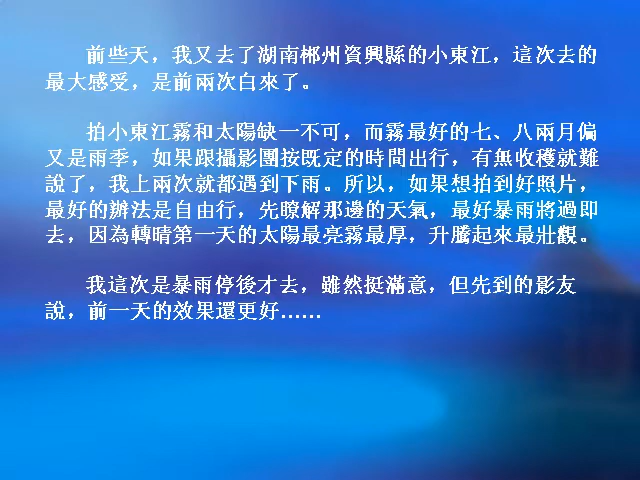 前些天，我又去了湖南郴州資興縣的小東江，這次去的
最大感受，是前兩次白來了。
拍小東江霧和太陽缺一不可，而霧最好的七、八兩月偏
又是雨季，如果跟攝影團按既定的時間出行，有無收穫就難
說了，我上兩次就都遇到下雨。所以，如果想拍到好照片，
最好的辦法是自由行，先瞭解那邊的天氣，最好暴雨將過即
去，因為轉晴第一天的太陽最亮霧最厚，升騰起來最壯觀。
我這次是暴雨停後才去，雖然挺滿意，但先到的影友
說，前一天的效果還更好……